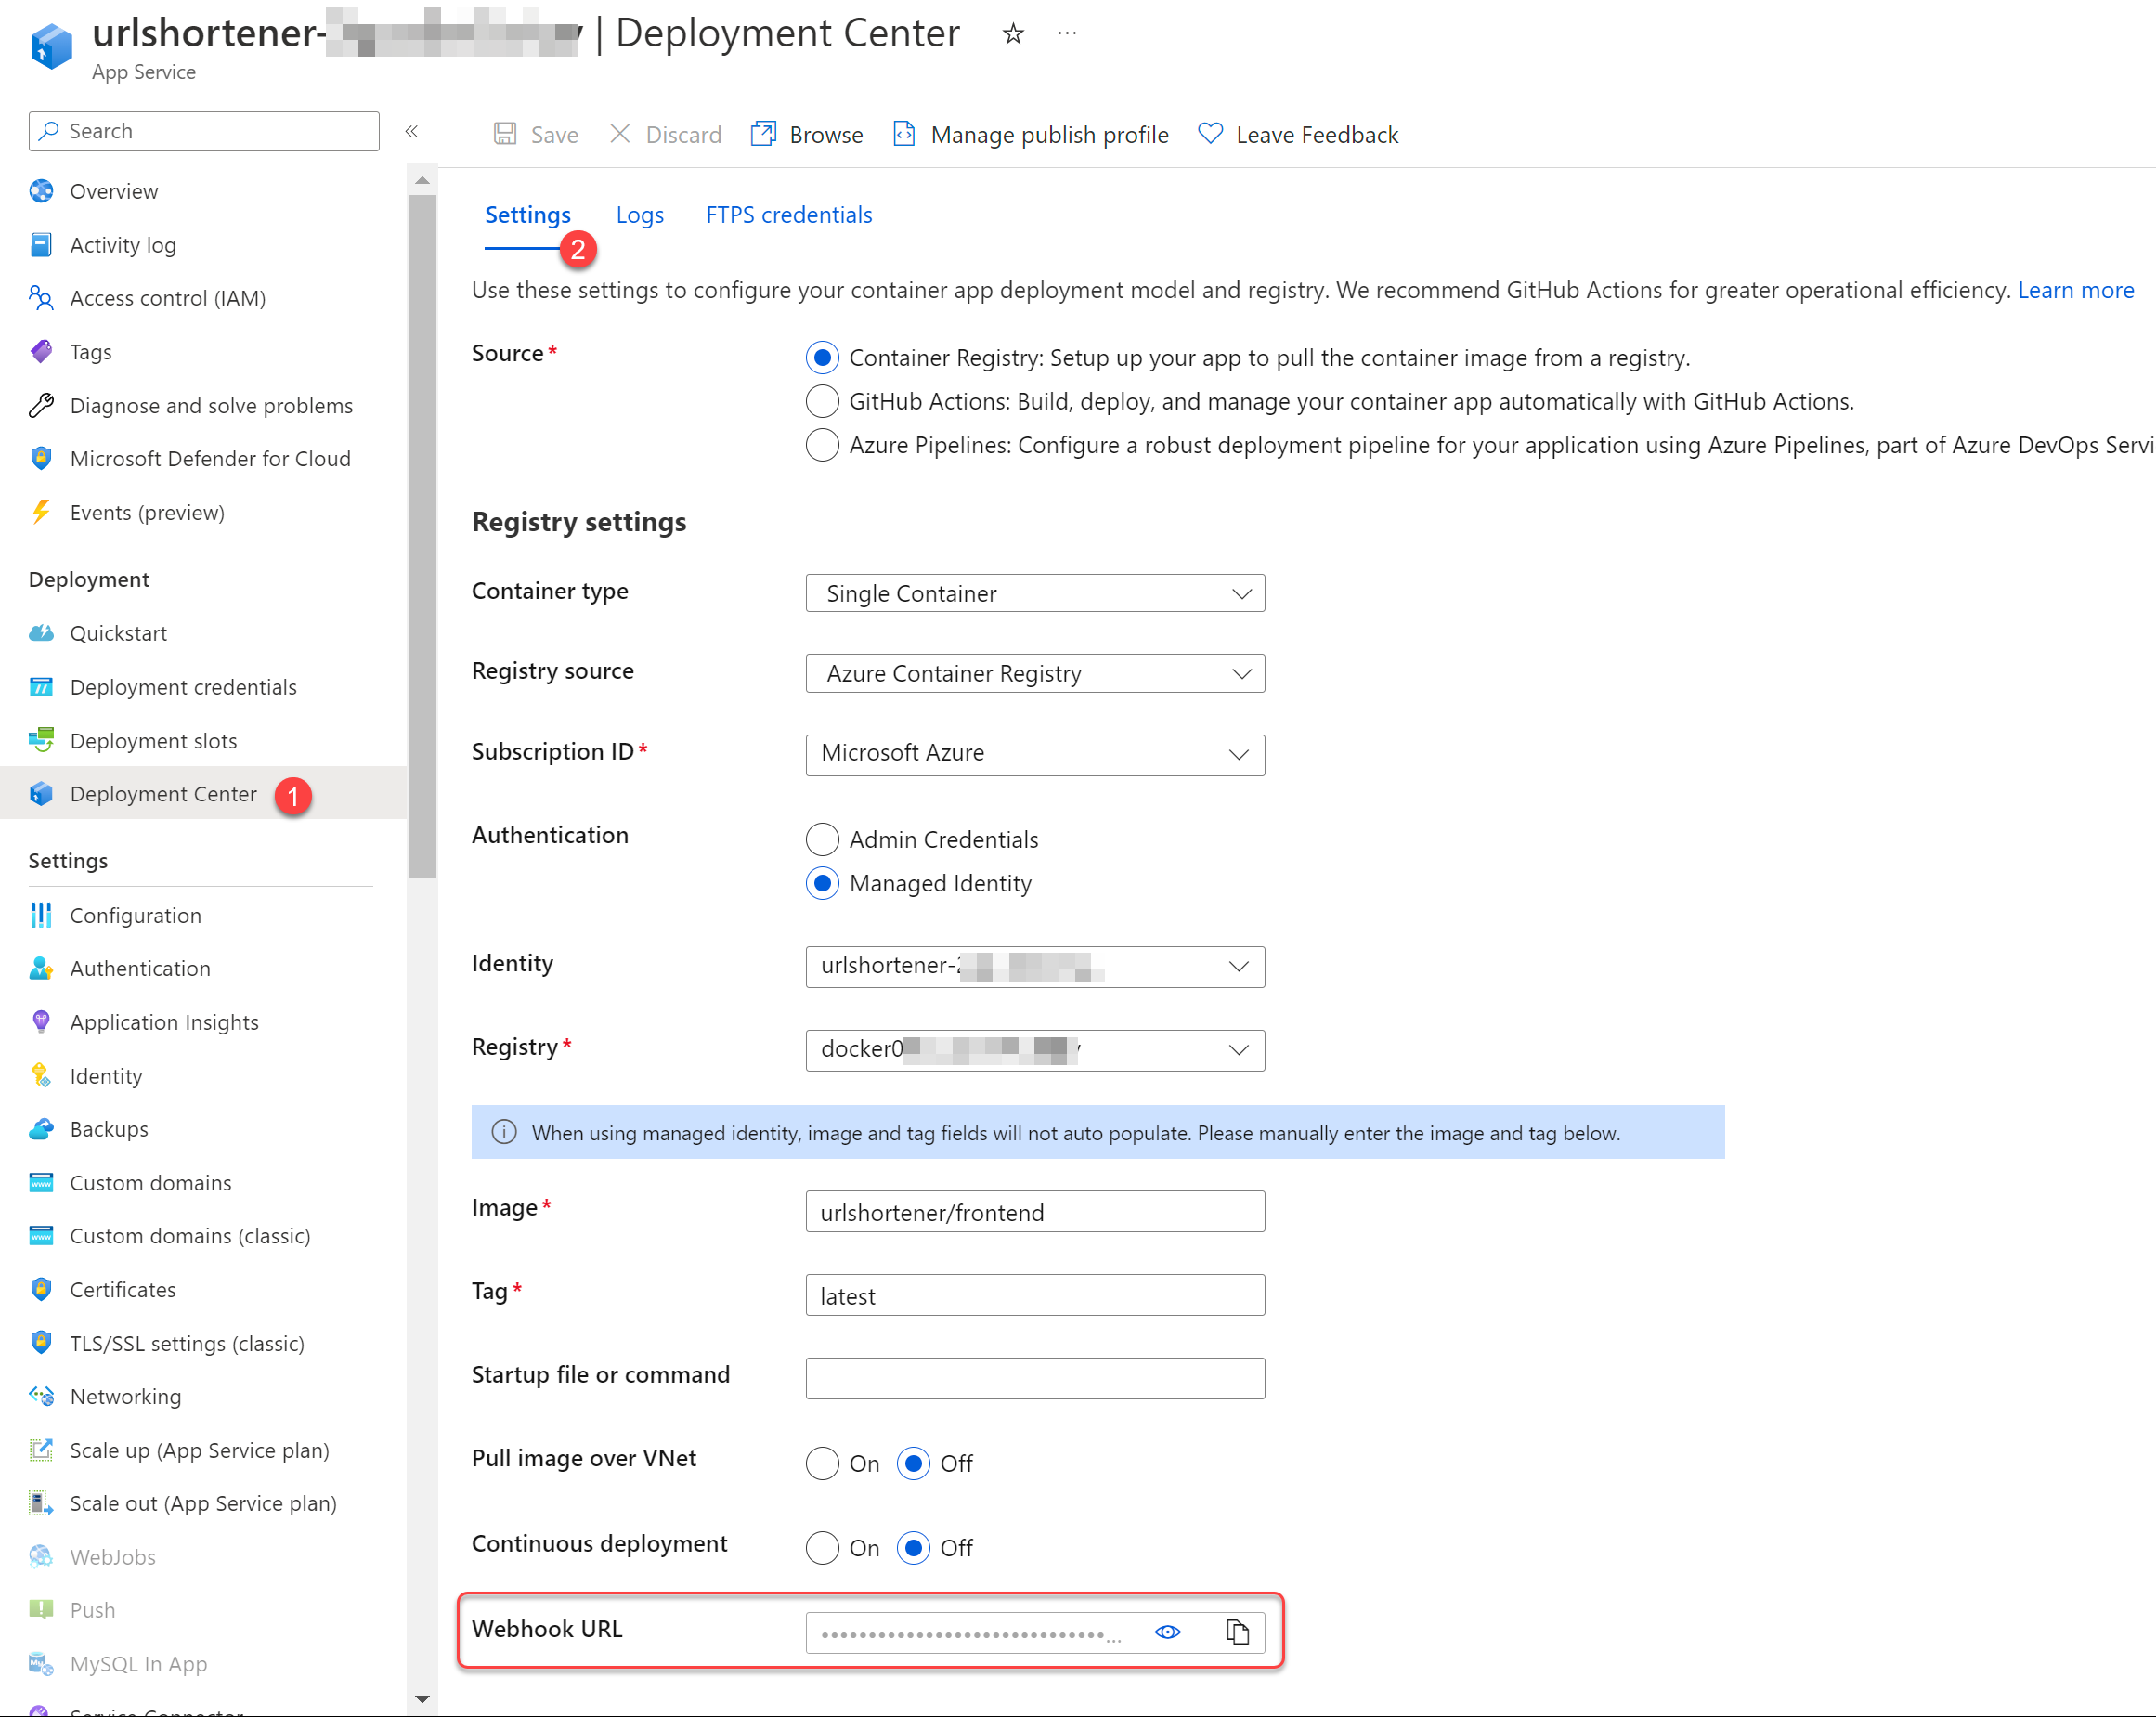 urlshortener- | Deployment Center
App Service
Search
Save Discard Browse Manage publish profile Leave Feedback
Overview
Activity log
Access control (IAM)
Tags
Diagnose and solve problems
Microsoft Defender for Cloud
Events (preview)
Deployment
Quickstart
Deployment credentials
Deployment slots
Deployment Center 1
Settings
Configuration
Authentication
Application Insights
Identity
Backups
Custom domains
Custom domains (classic)
Certificates
TLS/SSL settings (classic)
Networking
Scale up (App Service plan)
Scale out (App Service plan)
WebJobs
Push
MySQL In App
Service Connector
Settings Logs FTPS credentials
2
Use these settings to configure your container app deployment model and registry. We recommend GitHub Actions for greater operational efficiency. Learn more
Source* Container Registry: Setup up your app to pull the container image from a registry.
GitHub Actions: Build, deploy, and manage your container app automatically with GitHub Actions.
Azure Pipelines: Configure a robust deployment pipeline for your application using Azure Pipelines, part of Azure DevOps Servi
Registry settings
Container type Single Container
Registry source Azure Container Registry
Subscription ID* Microsoft Azure
Authentication Admin Credentials
Managed Identity
Identity urlshortener-
Registry* docker0
When using managed identity, image and tag fields will not auto populate. Please manually enter the image and tag below.
Image* urlshortener/frontend
Tag* latest
Startup file or command
Pull image over VNet On Off
Continuous deployment On Off
Webhook URL